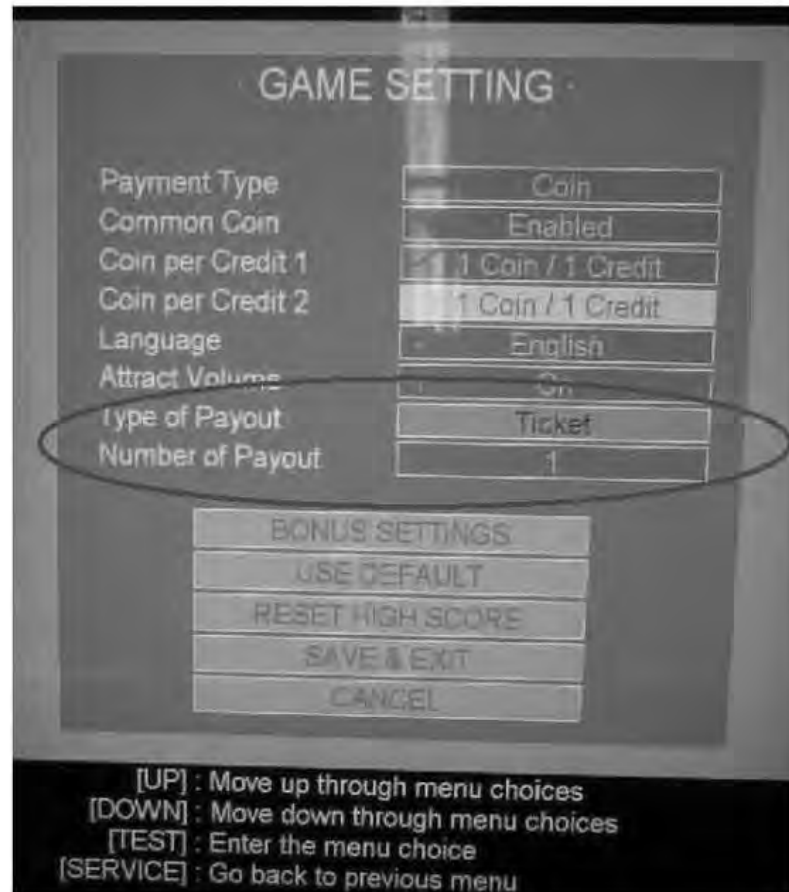 · GAME SETTING ·
Payment Type Coin
Common Coin Enabled
Coin per Credit 1 1 Coin / 1 Credit
Coin per Credit 2 1 Coin / 1 Credit
Language English
Attract Volume On
Type of Payout Ticket
Number of Payout 1
BONUS SETTINGS
USE DEFAULT
RESET HIGH SCORE
SAVE & EXIT
CANCEL
[UP] : Move up through menu choices
[DOWN] : Move down through menu choices
[TEST] : Enter the menu choice
[SERVICE] : Go back to previous menu